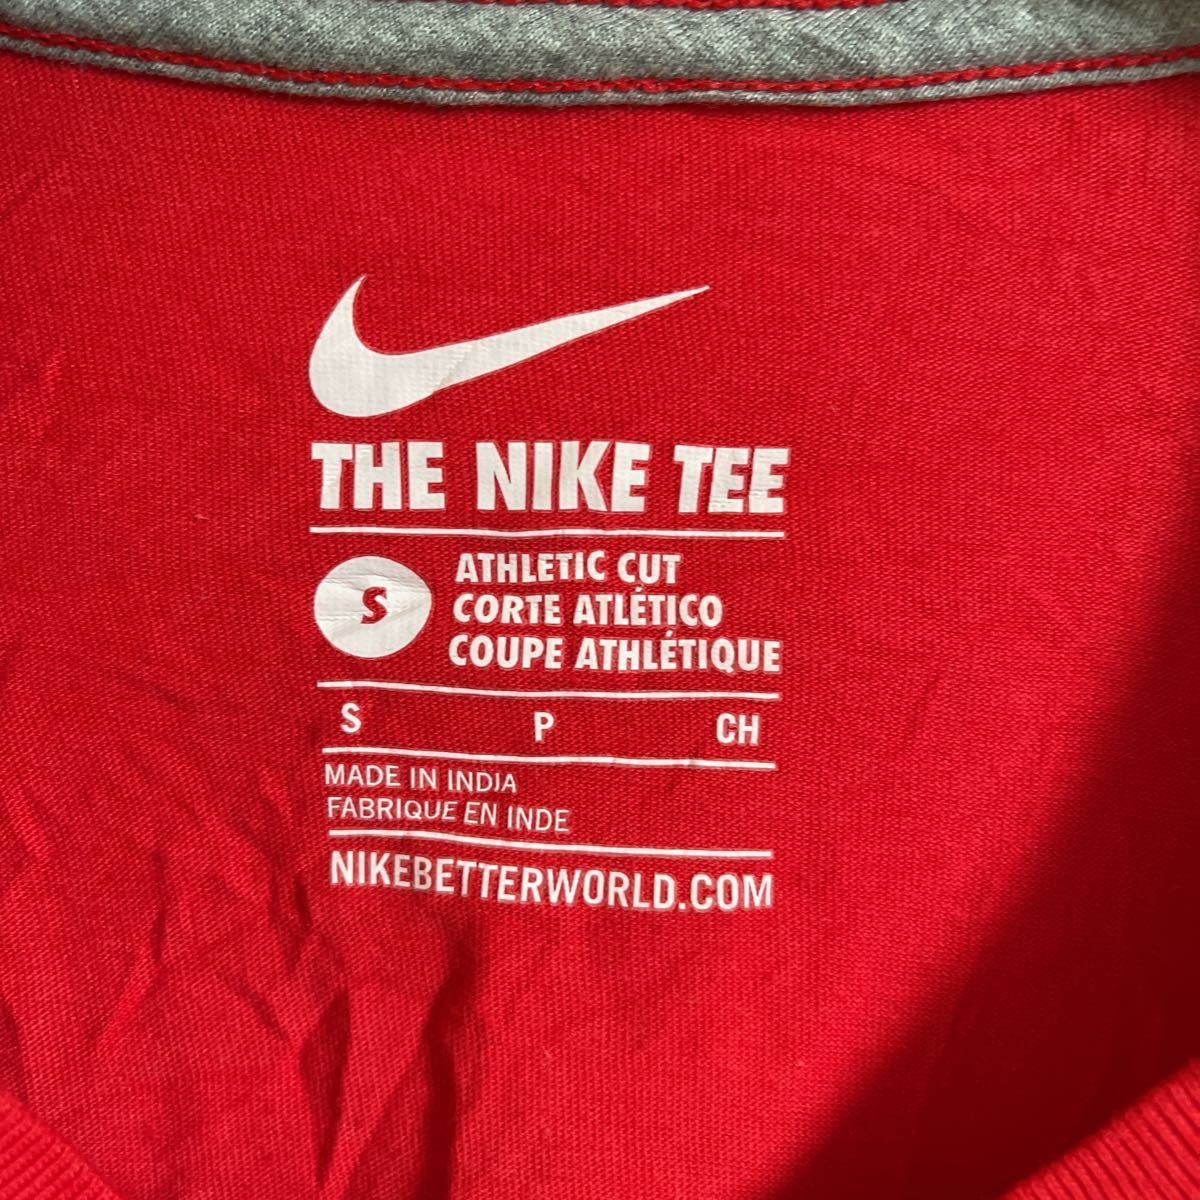 THE NIKE TEE
S
ATHLETIC CUT
CORTE ATLÉTICO
COUPE ATHLÉTIQUE
S P CH
MADE IN INDIA
FABRIQUE EN INDE
NIKEBETTERWORLD.COM